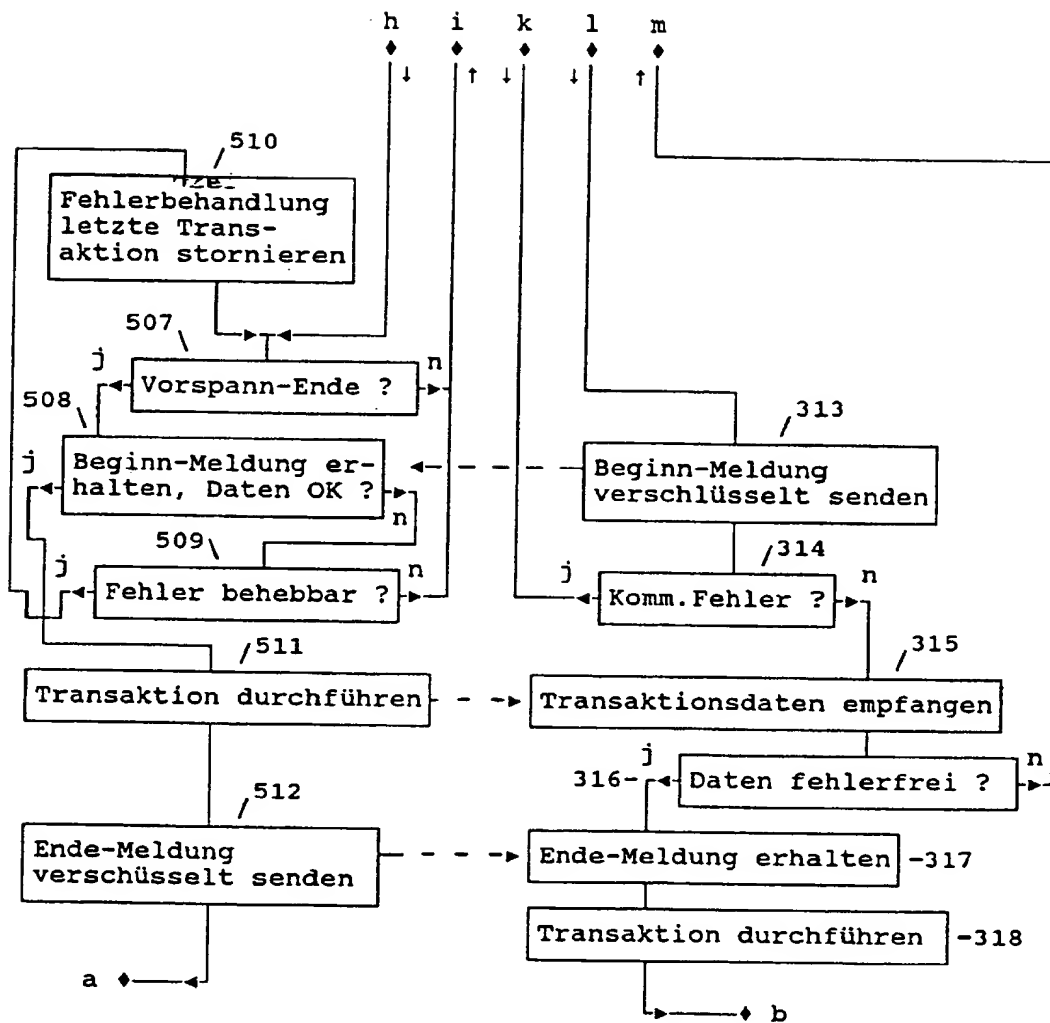 h i k l m
510
Fehlerbehandlung
letzte Trans-
aktion stornieren
507
j n
Vorspann-Ende ?
508
313
j
Beginn-Meldung er-
halten, Daten OK ?
n
Beginn-Meldung
verschlüsselt senden
509
314
j n
Fehler behebbar ?
j n
Komm.Fehler ?
511
315
Transaktion durchführen
Transaktionsdaten empfangen
j n
316- Daten fehlerfrei ?
512
Ende-Meldung
verschüsselt senden
Ende-Meldung erhalten -317
Transaktion durchführen -318
a
b